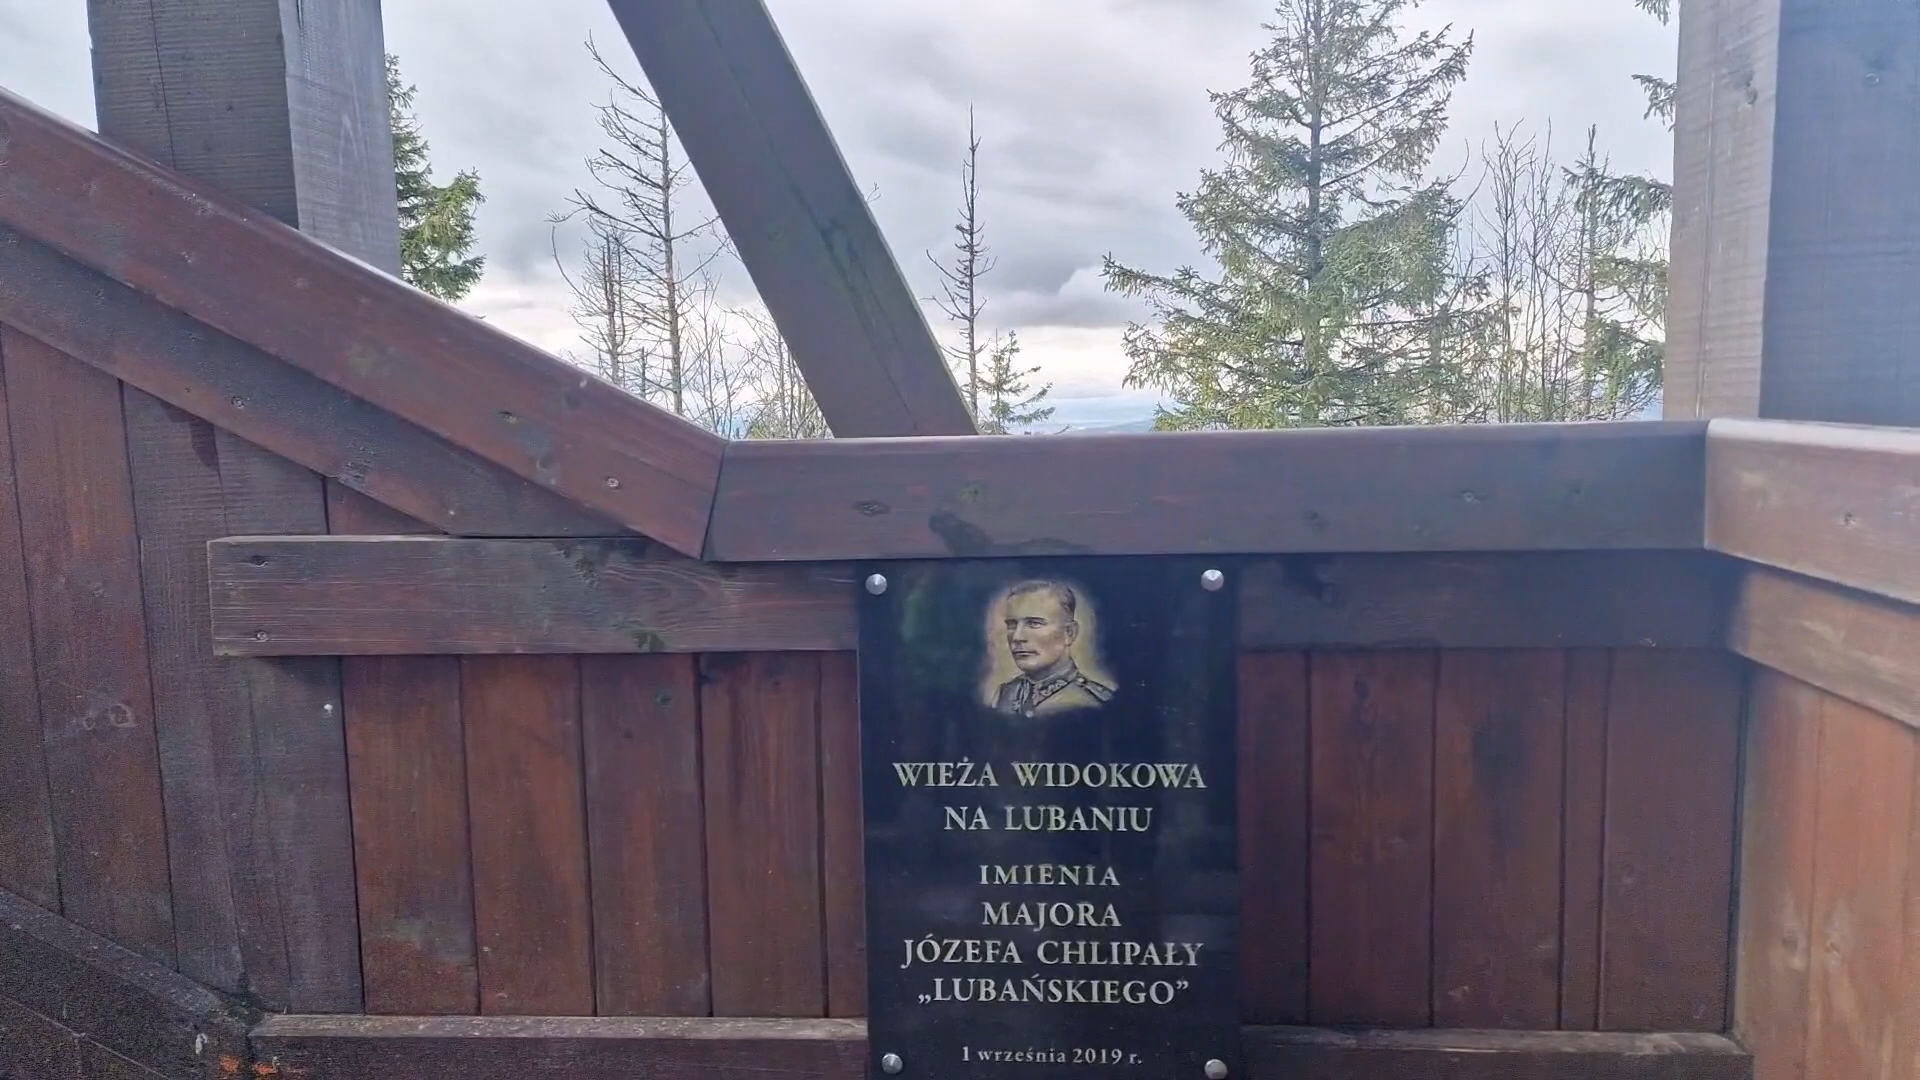 WIEŻA WIDOKOWA
NA LUBANIU
IMIENIA
MAJORA
JÓZEFA CHLIPAŁY
„LUBAŃSKIEGO”
1 września 2019 r.